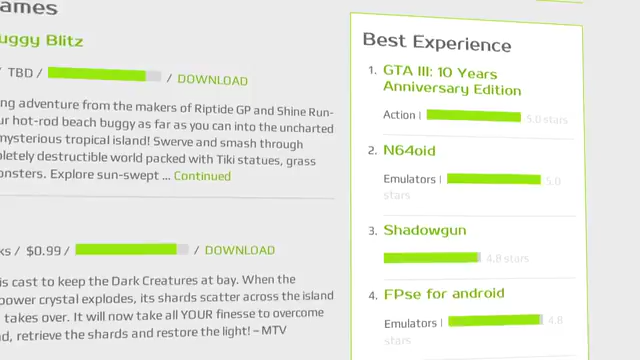 ames
uggy Blitz
/ TBD / / DOWNLOAD
ng adventure from the makers of Riptide GP and Shine Run-
ur hot-rod beach buggy as far as you can into the uncharted
mysterious tropical island! Swerve and smash through
pletely destructible world packed with Tiki statues, grass
onsters. Explore sun-swept ... Continued
ks / $0.99 / / DOWNLOAD
is cast to keep the Dark Creatures at bay. When the
power crystal explodes, its shards scatter across the island
takes over. It will now take all YOUR finesse to overcome
d, retrieve the shards and restore the light! – MTV
Best Experience
1. GTA III: 10 Years
Anniversary Edition
Action | 5.0 stars
2. N64oid
Emulators | 5.0
stars
3. Shadowgun
4.8 stars
4. FPse for android
Emulators | 4.8
stars